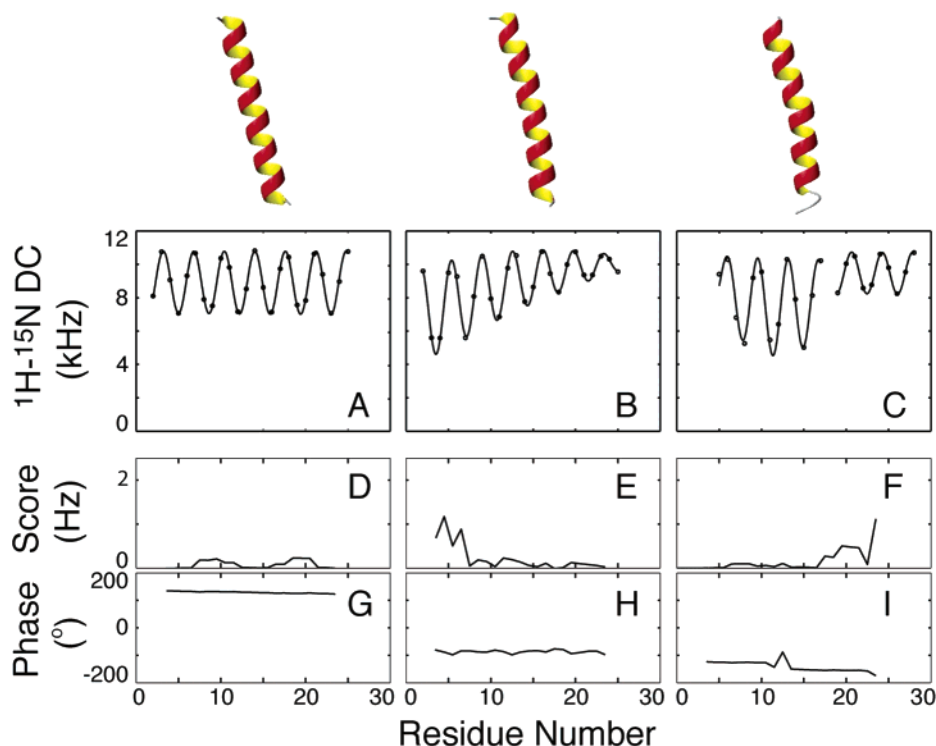 12
8
4
0
¹H-¹⁵N DC
(kHz)
A
B
C
2
0
Score
(Hz)
D
E
F
200
0
-200
Phase
(°)
G
H
I
0 10 20 30
0 10 20 30
0 10 20 30
Residue Number